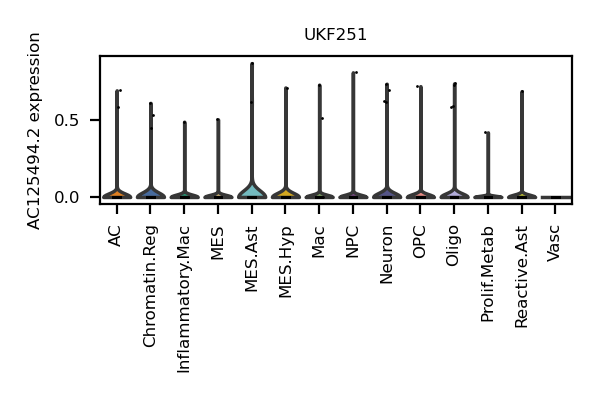 UKF251
AC125494.2 expression
0.5
0.0
AC
Chromatin.Reg
Inflammatory.Mac
MES
MES.Ast
MES.Hyp
Mac
NPC
Neuron
OPC
Oligo
Prolif.Metab
Reactive.Ast
Vasc